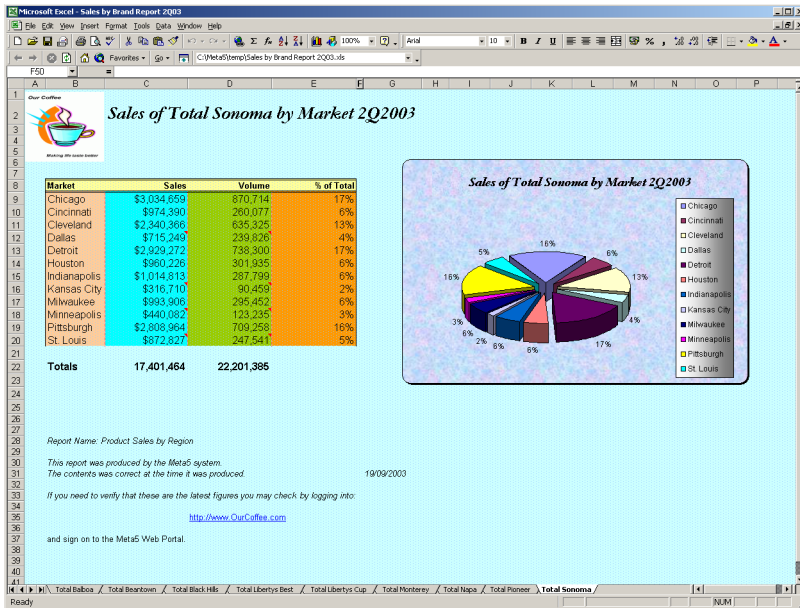 Microsoft Excel - Sales by Brand Report 2Q03
File Edit View Insert Format Tools Data Window Help
100% Arial 10 B I U
Favorites Go C:\Meta5\temp\Sales by Brand Report 2Q03.xls
F50 =
A B C D E F G H I J K L M N O P
Our Coffee
Making life taste better
Sales of Total Sonoma by Market 2Q2003
Market Sales Volume % of Total
Chicago $3,034,659 870,714 17%
Cincinnati $974,390 260,077 6%
Cleveland $2,340,366 635,325 13%
Dallas $715,249 239,826 4%
Detroit $2,929,272 738,300 17%
Houston $960,226 301,935 6%
Indianapolis $1,014,813 287,799 6%
Kansas City $316,710 90,459 2%
Milwaukee $993,906 295,452 6%
Minneapolis $440,082 123,235 3%
Pittsburgh $2,808,964 709,258 16%
St. Louis $872,827 247,541 5%
Totals 17,401,464 22,201,385
Sales of Total Sonoma by Market 2Q2003
16%
6%
13%
4%
17%
6%
6%
2%
6%
3%
16%
5%
Chicago
Cincinnati
Cleveland
Dallas
Detroit
Houston
Indianapolis
Kansas City
Milwaukee
Minneapolis
Pittsburgh
St. Louis
Report Name: Product Sales by Region
This report was produced by the Meta5 system.
The contents was correct at the time it was produced. 19/09/2003
If you need to verify that these are the latest figures you may check by logging into:
http://www.OurCoffee.com
and sign on to the Meta5 Web Portal.
Total Balboa Total Beantown Total Black Hills Total Libertys Best Total Libertys Cup Total Monterey Total Napa Total Pioneer Total Sonoma
Ready NUM